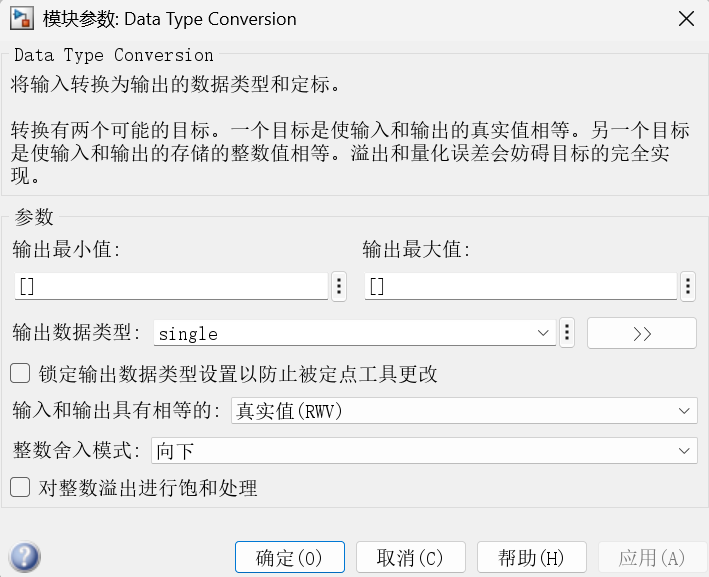 模块参数: Data Type Conversion
Data Type Conversion
将输入转换为输出的数据类型和定标。
转换有两个可能的目标。一个目标是使输入和输出的真实值相等。另一个目标
是使输入和输出的存储的整数值相等。溢出和量化误差会妨碍目标的完全实
现。
参数
输出最小值: 输出最大值:
[] []
输出数据类型: single >>
锁定输出数据类型设置以防止被定点工具更改
输入和输出具有相等的: 真实值(RWV)
整数舍入模式: 向下
对整数溢出进行饱和处理
? 确定(O) 取消(C) 帮助(H) 应用(A)